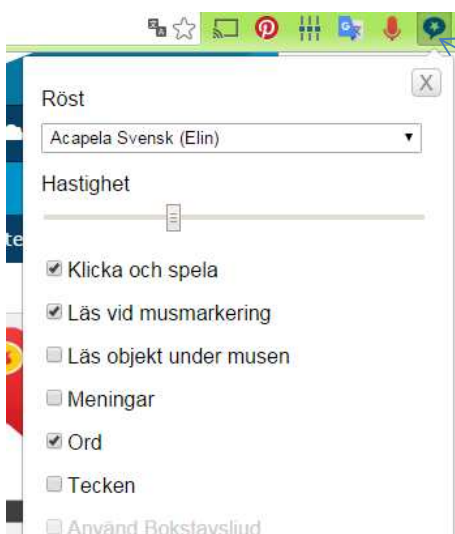 X
Röst
Acapela Svensk (Elin)
Hastighet
te
Klicka och spela
Läs vid musmarkering
Läs objekt under musen
Meningar
Ord
Tecken
Använd Bokstavsljud